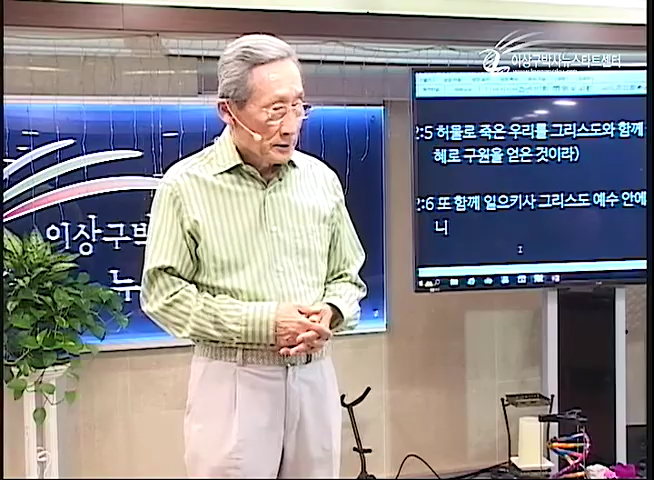 이상구박사뉴스타트센터
2:5 허물로 죽은 우리를 그리스도와 함께
혜로 구원을 얻은 것이라)
2:6 또 함께 일으키사 그리스도 예수 안에
니
이상구박
뉴